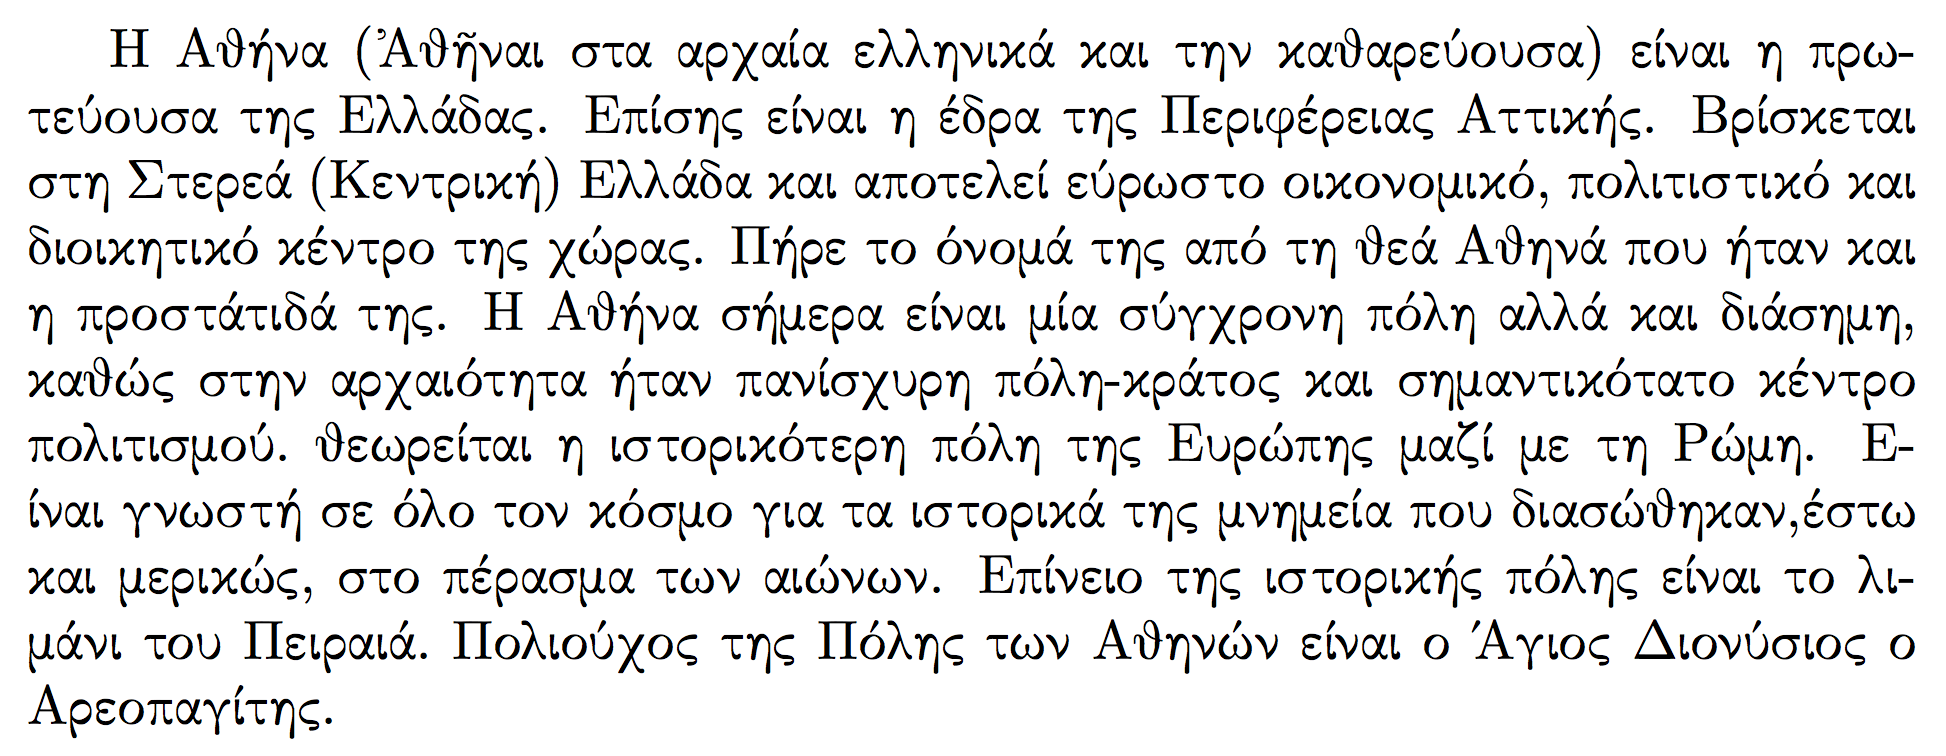 Η Αθήνα (Ἀθῆναι στα αρχαία ελληνικά και την καθαρεύουσα) είναι η πρω-
τεύουσα της Ελλάδας. Επίσης είναι η έδρα της Περιφέρειας Αττικής. Βρίσκεται
στη Στερεά (Κεντρική) Ελλάδα και αποτελεί εύρωστο οικονομικό, πολιτιστικό και
διοικητικό κέντρο της χώρας. Πήρε το όνομά της από τη θεά Αθηνά που ήταν και
η προστάτιδά της. Η Αθήνα σήμερα είναι μία σύγχρονη πόλη αλλά και διάσημη,
καθώς στην αρχαιότητα ήταν πανίσχυρη πόλη-κράτος και σημαντικότατο κέντρο
πολιτισμού. θεωρείται η ιστορικότερη πόλη της Ευρώπης μαζί με τη Ρώμη. Ε-
ίναι γνωστή σε όλο τον κόσμο για τα ιστορικά της μνημεία που διασώθηκαν,έστω
και μερικώς, στο πέρασμα των αιώνων. Επίνειο της ιστορικής πόλης είναι το λι-
μάνι του Πειραιά. Πολιούχος της Πόλης των Αθηνών είναι ο Άγιος Διονύσιος ο
Αρεοπαγίτης.